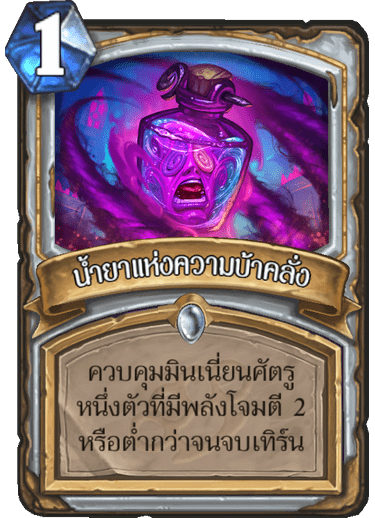 1
น้ำยาแห่งความบ้าคลั่ง
ควบคุมมินเนี่ยนศัตรู
หนึ่งตัวที่มีพลังโจมตี 2
หรือต่ำกว่าจนจบเทิร์น